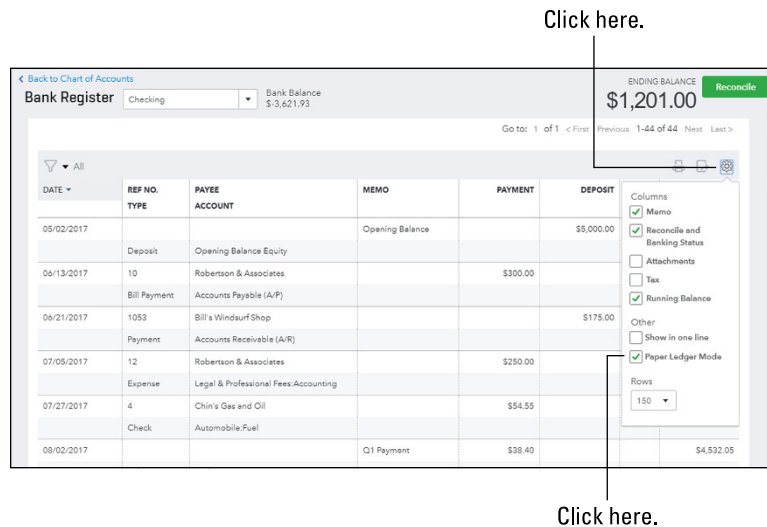 Click here.
< Back to Chart of Accounts
Bank Register Checking Bank Balance $-3,621.93
ENDING BALANCE $1,201.00 Reconcile
Go to: 1 of 1 < First Previous 1-44 of 44 Next Last >
All
DATE REF NO. TYPE PAYEE ACCOUNT MEMO PAYMENT DEPOSIT
05/02/2017 Opening Balance $5,000.00
Deposit Opening Balance Equity
06/13/2017 10 Robertson & Associates $300.00
Bill Payment Accounts Payable (A/P)
06/21/2017 1053 Bill's Windsurf Shop $175.00
Payment Accounts Receivable (A/R)
07/05/2017 12 Robertson & Associates $250.00
Expense Legal & Professional Fees:Accounting
07/27/2017 4 Chin's Gas and Oil $54.55
Check Automobile:Fuel
08/02/2017 Q1 Payment $38.40 $4,532.05
Columns
Memo
Reconcile and
Banking Status
Attachments
Tax
Running Balance
Other
Show in one line
Paper Ledger Mode
Rows
150
Click here.